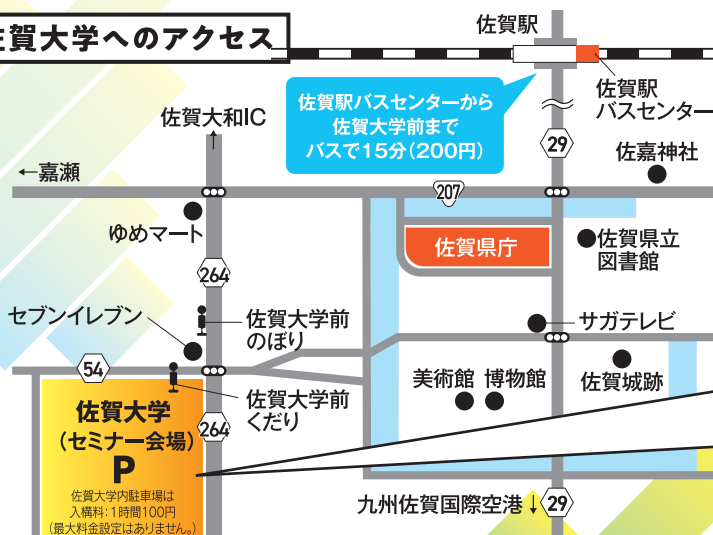 佐賀大学へのアクセス
佐賀駅
佐賀駅
バスセンター
佐賀駅バスセンターから
佐賀大学前まで
バスで15分(200円)
佐賀大和IC
29
佐嘉神社
←嘉瀬
207
ゆめマート
佐賀県庁
佐賀県立
図書館
264
セブンイレブン
佐賀大学前
のぼり
サガテレビ
54
美術館
博物館
佐賀城跡
佐賀大学前
くだり
佐賀大学
(セミナー会場)
P
264
佐賀大学内駐車場は
入構料:1時間100円
(最大料金設定はありません。)
九州佐賀国際空港↓
29